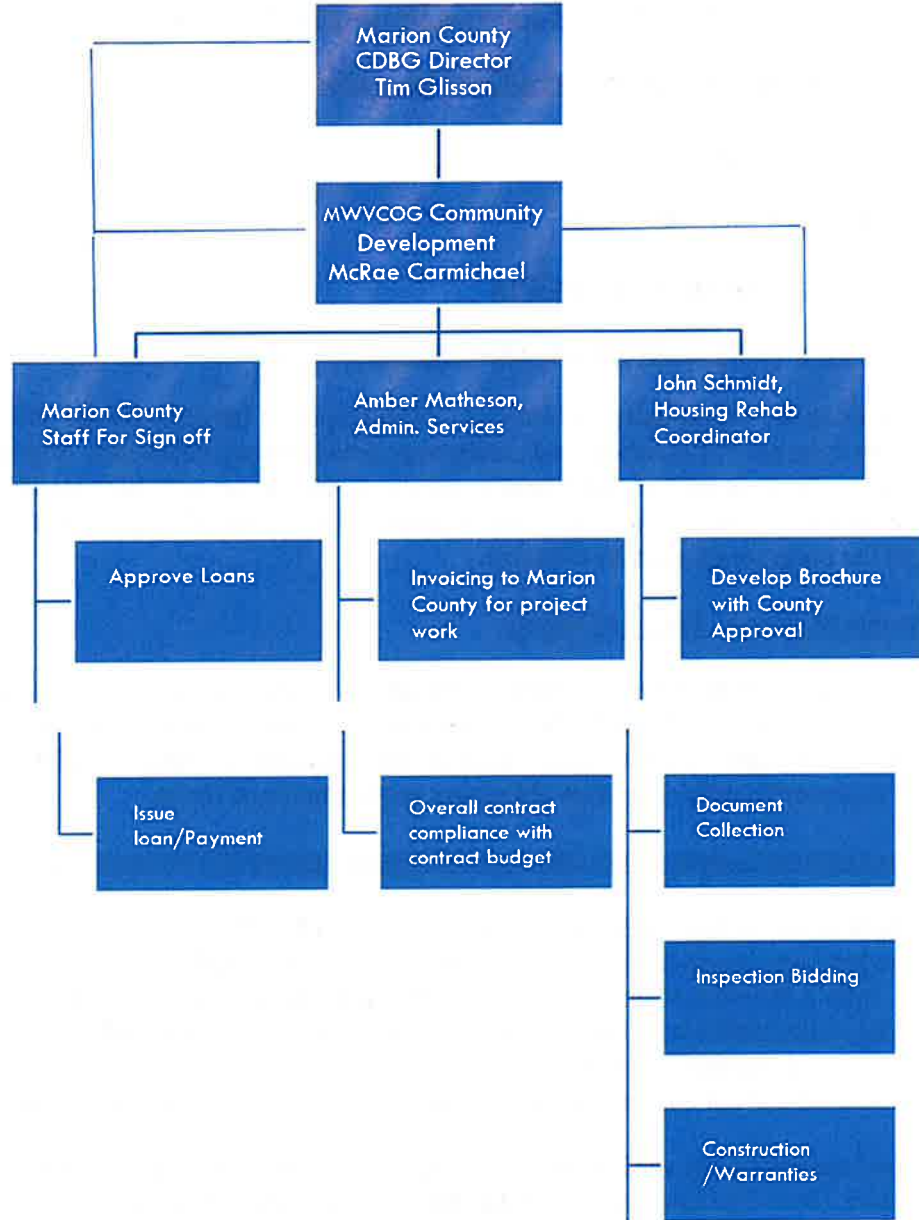 Marion County
CDBG Director
Tim Glisson
MWVCOG Community
Development
McRae Carmichael
Marion County
Staff For Sign off
Amber Matheson,
Admin. Services
John Schmidt,
Housing Rehab
Coordinator
Approve Loans
Invoicing to Marion
County for project
work
Develop Brochure
with County
Approval
Issue
loan/Payment
Overall contract
compliance with
contract budget
Document
Collection
Inspection Bidding
Construction
/Warranties